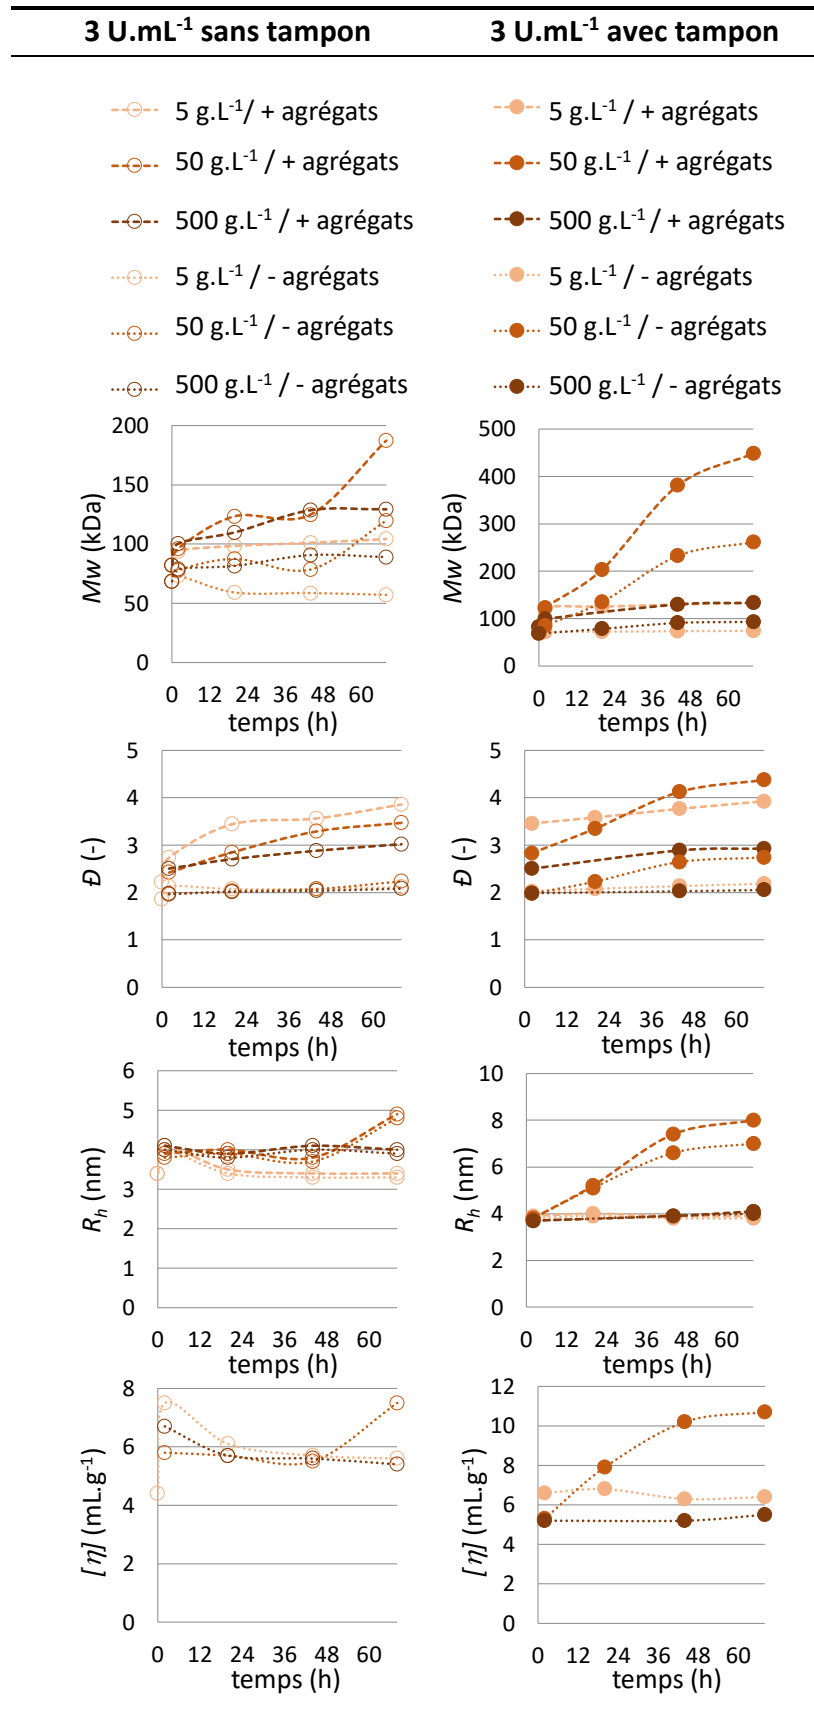 3 U.mL-1 sans tampon
3 U.mL-1 avec tampon
5 g.L-1/ + agrégats
50 g.L-1 / + agrégats
500 g.L-1 / + agrégats
5 g.L-1 / - agrégats
50 g.L-1 / - agrégats
500 g.L-1 / - agrégats
5 g.L-1 / + agrégats
50 g.L-1 / + agrégats
500 g.L-1 / + agrégats
5 g.L-1 / - agrégats
50 g.L-1 / - agrégats
500 g.L-1 / - agrégats
Mw (kDa)
200
150
100
50
0
0 12 24 36 48 60
temps (h)
Mw (kDa)
500
400
300
200
100
0
0 12 24 36 48 60
temps (h)
Đ (-)
5
4
3
2
1
0
0 12 24 36 48 60
temps (h)
Đ (-)
5
4
3
2
1
0
0 12 24 36 48 60
temps (h)
Rh (nm)
6
5
4
3
2
1
0
0 12 24 36 48 60
temps (h)
Rh (nm)
10
8
6
4
2
0
0 12 24 36 48 60
temps (h)
[η] (mL.g-1)
8
6
4
2
0
0 12 24 36 48 60
temps (h)
[η] (mL.g-1)
12
10
8
6
4
2
0
0 12 24 36 48 60
temps (h)